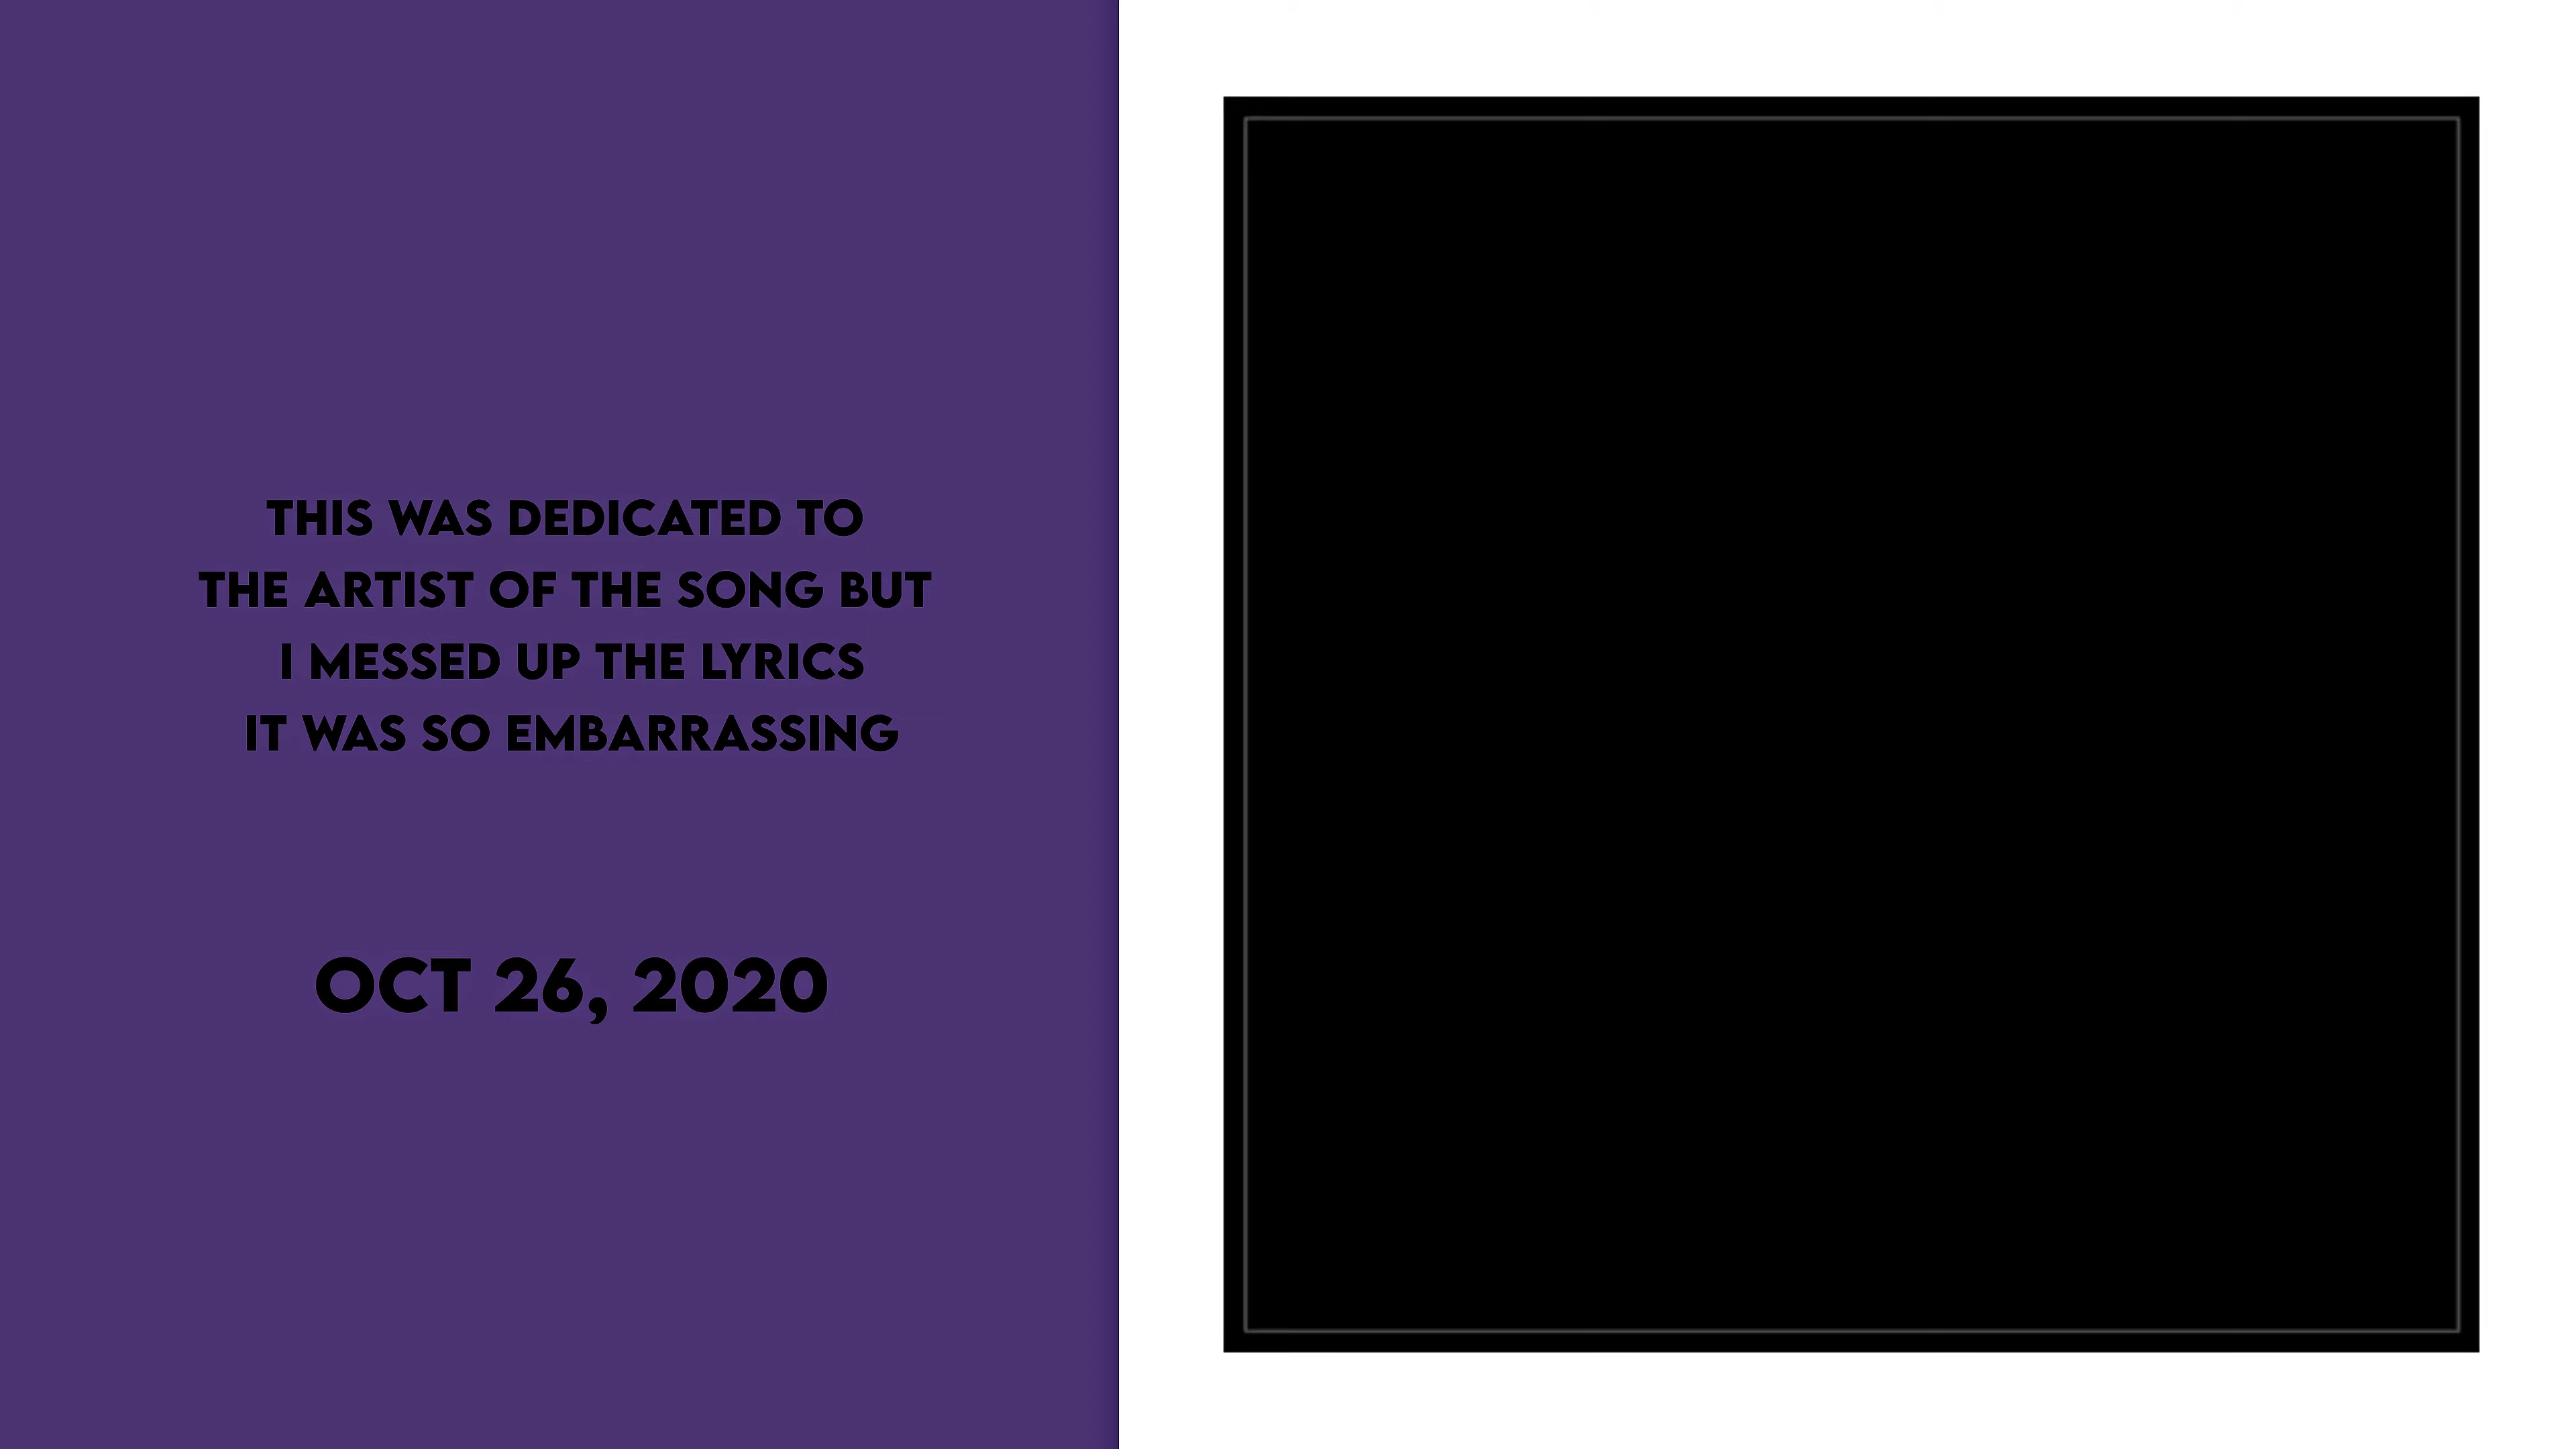 THIS WAS DEDICATED TO
THE ARTIST OF THE SONG BUT
I MESSED UP THE LYRICS
IT WAS SO EMBARRASSING
OCT 26, 2020